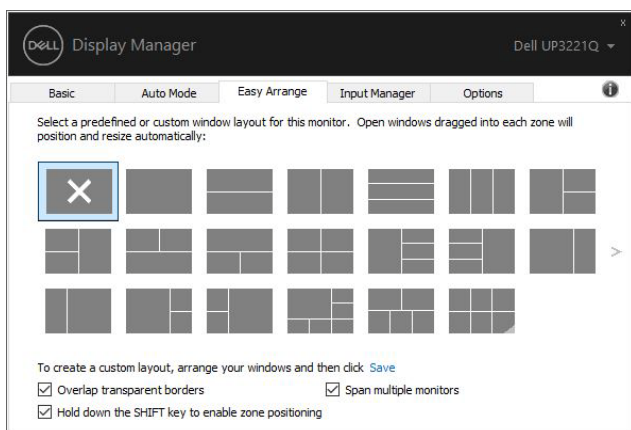 x
DELL Display Manager Dell UP3221Q
Basic Auto Mode Easy Arrange Input Manager Options i
Select a predefined or custom window layout for this monitor. Open windows dragged into each zone will
position and resize automatically:
>
To create a custom layout, arrange your windows and then click Save
Overlap transparent borders Span multiple monitors
Hold down the SHIFT key to enable zone positioning